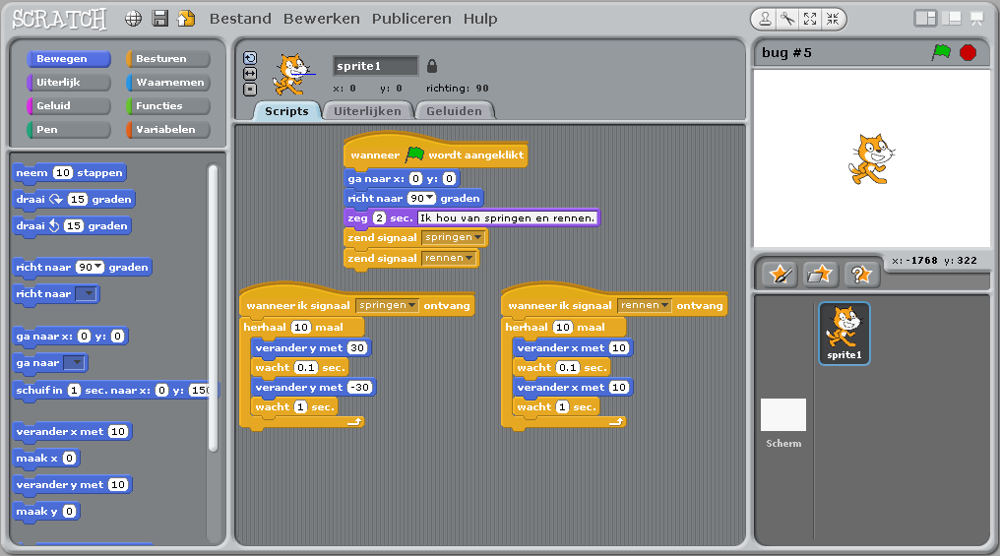 SCRATCH Bestand Bewerken Publiceren Hulp
Bewegen Besturen
Uiterlijk Waarnemen
Geluid Functies
Pen Variabelen
neem 10 stappen
draai 15 graden
draai 15 graden
richt naar 90 graden
richt naar
ga naar x: 0 y: 0
ga naar
schuif in 1 sec. naar x: 0 y: 150
verander x met 10
maak x 0
verander y met 10
maak y 0
sprite1
x: 0 y: 0 richting: 90
Scripts Uiterlijken Geluiden
wanneer wordt aangeklikt
ga naar x: 0 y: 0
richt naar 90 graden
zeg 2 sec. Ik hou van springen en rennen.
zend signaal springen
zend signaal rennen
wanneer ik signaal springen ontvang
herhaal 10 maal
verander y met 30
wacht 0.1 sec.
verander y met -30
wacht 1 sec.
wanneer ik signaal rennen ontvang
herhaal 10 maal
verander x met 10
wacht 0.1 sec.
verander x met 10
wacht 1 sec.
bug #5
x: -1768 y: 322
sprite1
Scherm